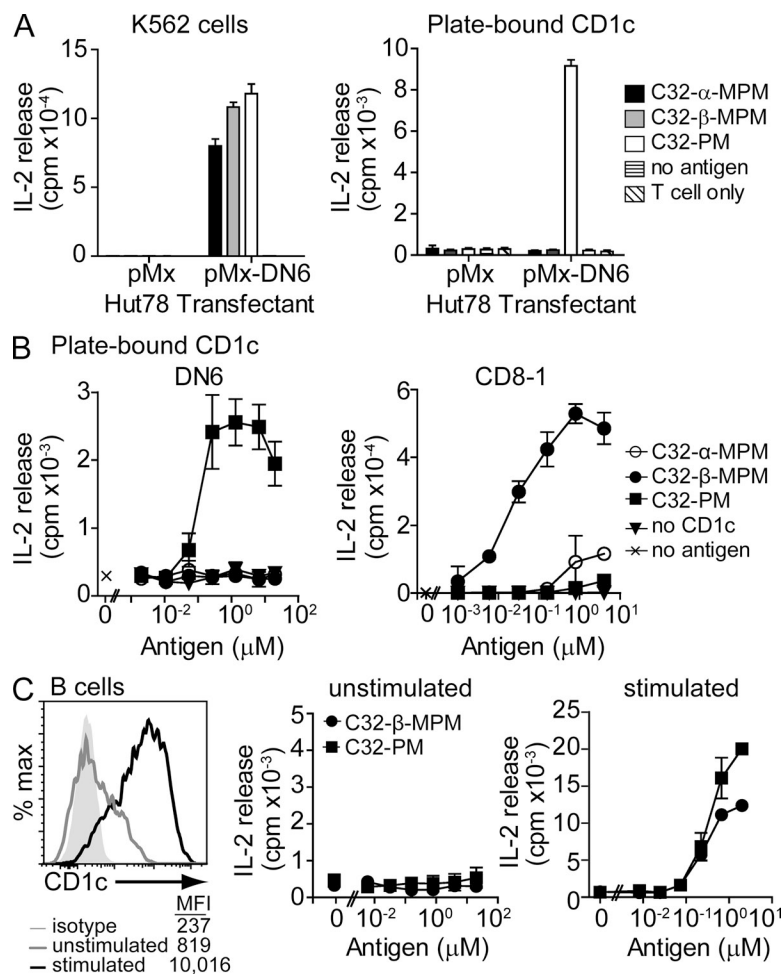 A
K562 cells
IL-2 release
(cpm x10-4)
15
10
5
0
pMx
pMx-DN6
Hut78 Transfectant
Plate-bound CD1c
IL-2 release
(cpm x10-3)
10
8
6
4
2
0
pMx
pMx-DN6
Hut78 Transfectant
C32-α-MPM
C32-β-MPM
C32-PM
no antigen
T cell only
B
Plate-bound CD1c
DN6
IL-2 release
(cpm x10-3)
3
2
1
0
0 10-2 100 102
Antigen (μM)
CD8-1
IL-2 release
(cpm x10-4)
6
4
2
0
0 10-3 10-2 10-1 100 101
Antigen (μM)
C32-α-MPM
C32-β-MPM
C32-PM
no CD1c
no antigen
C
B cells
% max
CD1c
MFI
isotype 237
unstimulated 819
stimulated 10,016
unstimulated
IL-2 release
(cpm x10-3)
5
4
3
2
1
0
C32-β-MPM
C32-PM
0 10-2 100 102
Antigen (μM)
stimulated
IL-2 release
(cpm x10-3)
25
20
15
10
5
0
0 10-2 10-11 100
Antigen (μM)